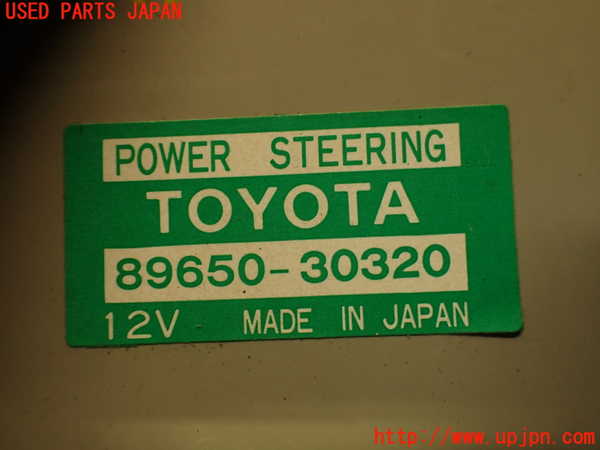 USED PARTS JAPAN
POWER STEERING
TOYOTA
89650-30320
12V MADE IN JAPAN
http://www.upjpn.com